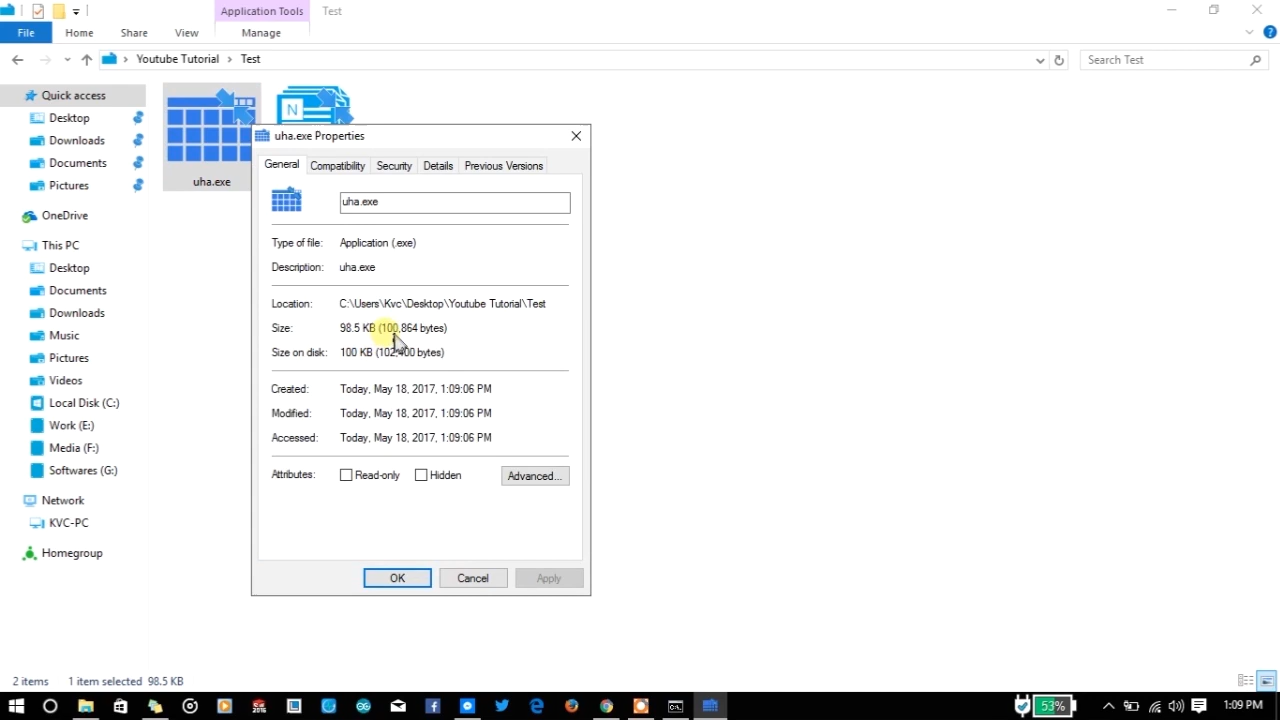 Application Tools Test
File Home Share View Manage
Youtube Tutorial Test Search Test
Quick access
Desktop
Downloads
Documents
Pictures
OneDrive
This PC
Desktop
Documents
Downloads
Music
Pictures
Videos
Local Disk (C:)
Work (E:)
Media (F:)
Softwares (G:)
Network
KVC-PC
Homegroup
N
uha.exe
uha.exe Properties
General Compatibility Security Details Previous Versions
uha.exe
Type of file: Application (.exe)
Description: uha.exe
Location: C:\Users\Kvc\Desktop\Youtube Tutorial\Test
Size: 98.5 KB (100,864 bytes)
Size on disk: 100 KB (102,400 bytes)
Created: Today, May 18, 2017, 1:09:06 PM
Modified: Today, May 18, 2017, 1:09:06 PM
Accessed: Today, May 18, 2017, 1:09:06 PM
Attributes: Read-only Hidden Advanced...
OK Cancel Apply
2 items 1 item selected 98.5 KB
53% 1:09 PM